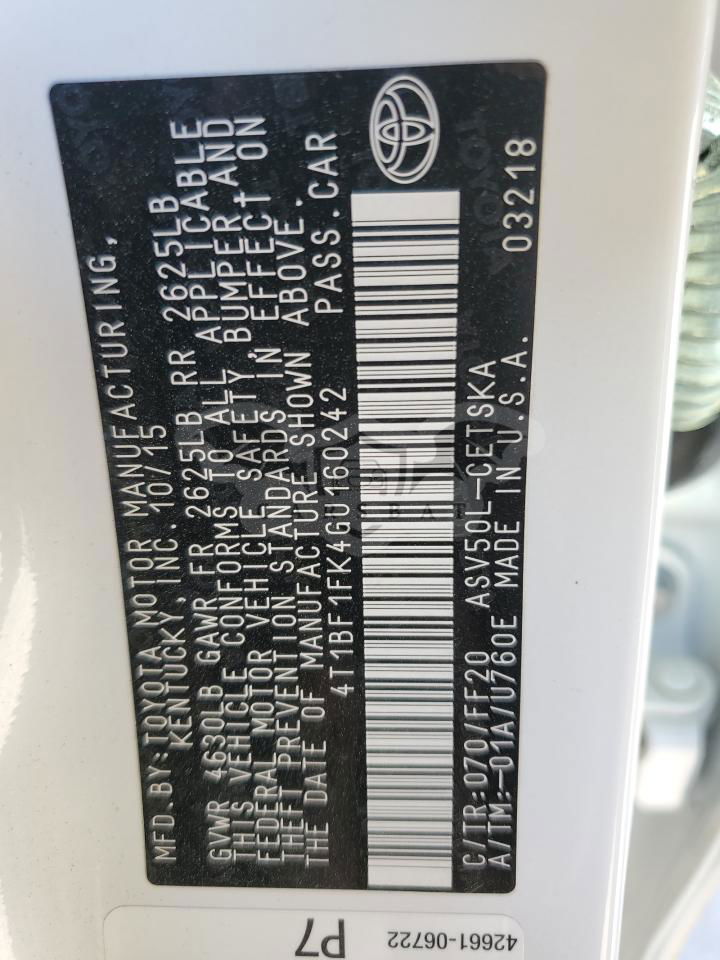 MFD. BY: TOYOTA MOTOR MANUFACTURING,
KENTUCKY, INC. 10/15
GVWR 4630LB GAWR FR 2625LB RR 2625LB
THIS VEHICLE CONFORMS TO ALL APPLICABLE
FEDERAL MOTOR VEHICLE SAFETY, BUMPER AND
THEFT PREVENTION STANDARDS IN EFFECT ON
THE DATE OF MANUFACTURE SHOWN ABOVE.
4T1BF1FK4GU160242 PASS. CAR
C/TR:070/FF20 ASV50L-CETSKA
A/TM:-01A/U760E MADE IN U.S.A.
03218
42661-06722
P7